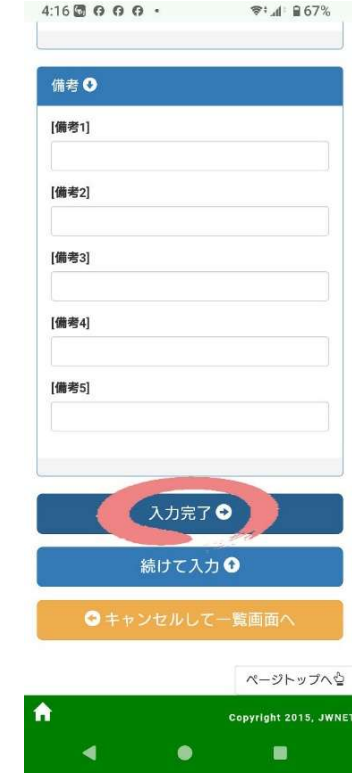 4:16 67%
備考
[備考1]
[備考2]
[備考3]
[備考4]
[備考5]
入力完了
続けて入力
キャンセルして一覧画面へ
ページトップへ
Copyright 2015, JWNET